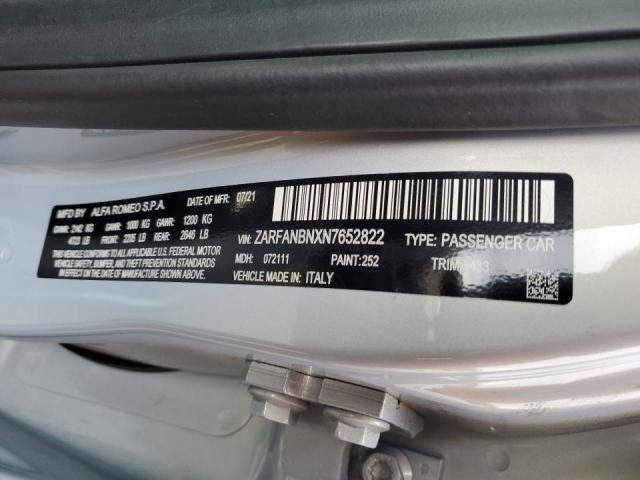 MFD BY ALFA ROMEO S.P.A. DATE OF MFR: 07/21
GVWR: 2142 KG GAWR: 1000 KG GAWR: 1200 KG
4723 LB FRONT: 2205 LB REAR: 2646 LB
THIS VEHICLE CONFORMS TO ALL APPLICABLE U.S. FEDERAL MOTOR
VEHICLE SAFETY, BUMPER, AND THEFT PREVENTION STANDARDS
IN EFFECT ON THE DATE OF MANUFACTURE SHOWN ABOVE.
VIN: ZARFANBNXN7652822 TYPE: PASSENGER CAR
MDH: 072111 PAINT:252 TRIM:
VEHICLE MADE IN: ITALY